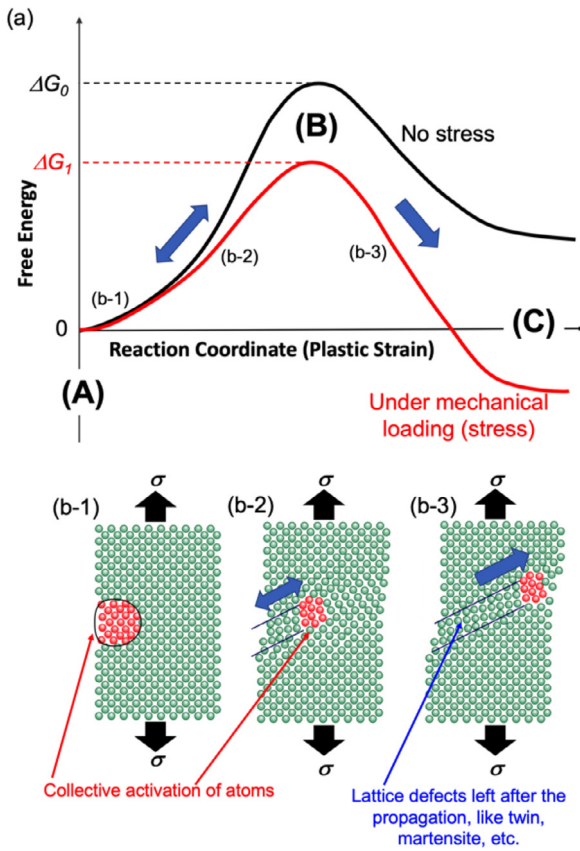 (a)
ΔG₀
(B)
No stress
ΔG₁
Free Energy
(b-2)
(b-3)
(b-1)
0
(C)
Reaction Coordinate (Plastic Strain)
(A)
Under mechanical
loading (stress)
σ σ σ
(b-1) (b-2) (b-3)
σ σ σ
Collective activation of atoms
Lattice defects left after the
propagation, like twin,
martensite, etc.